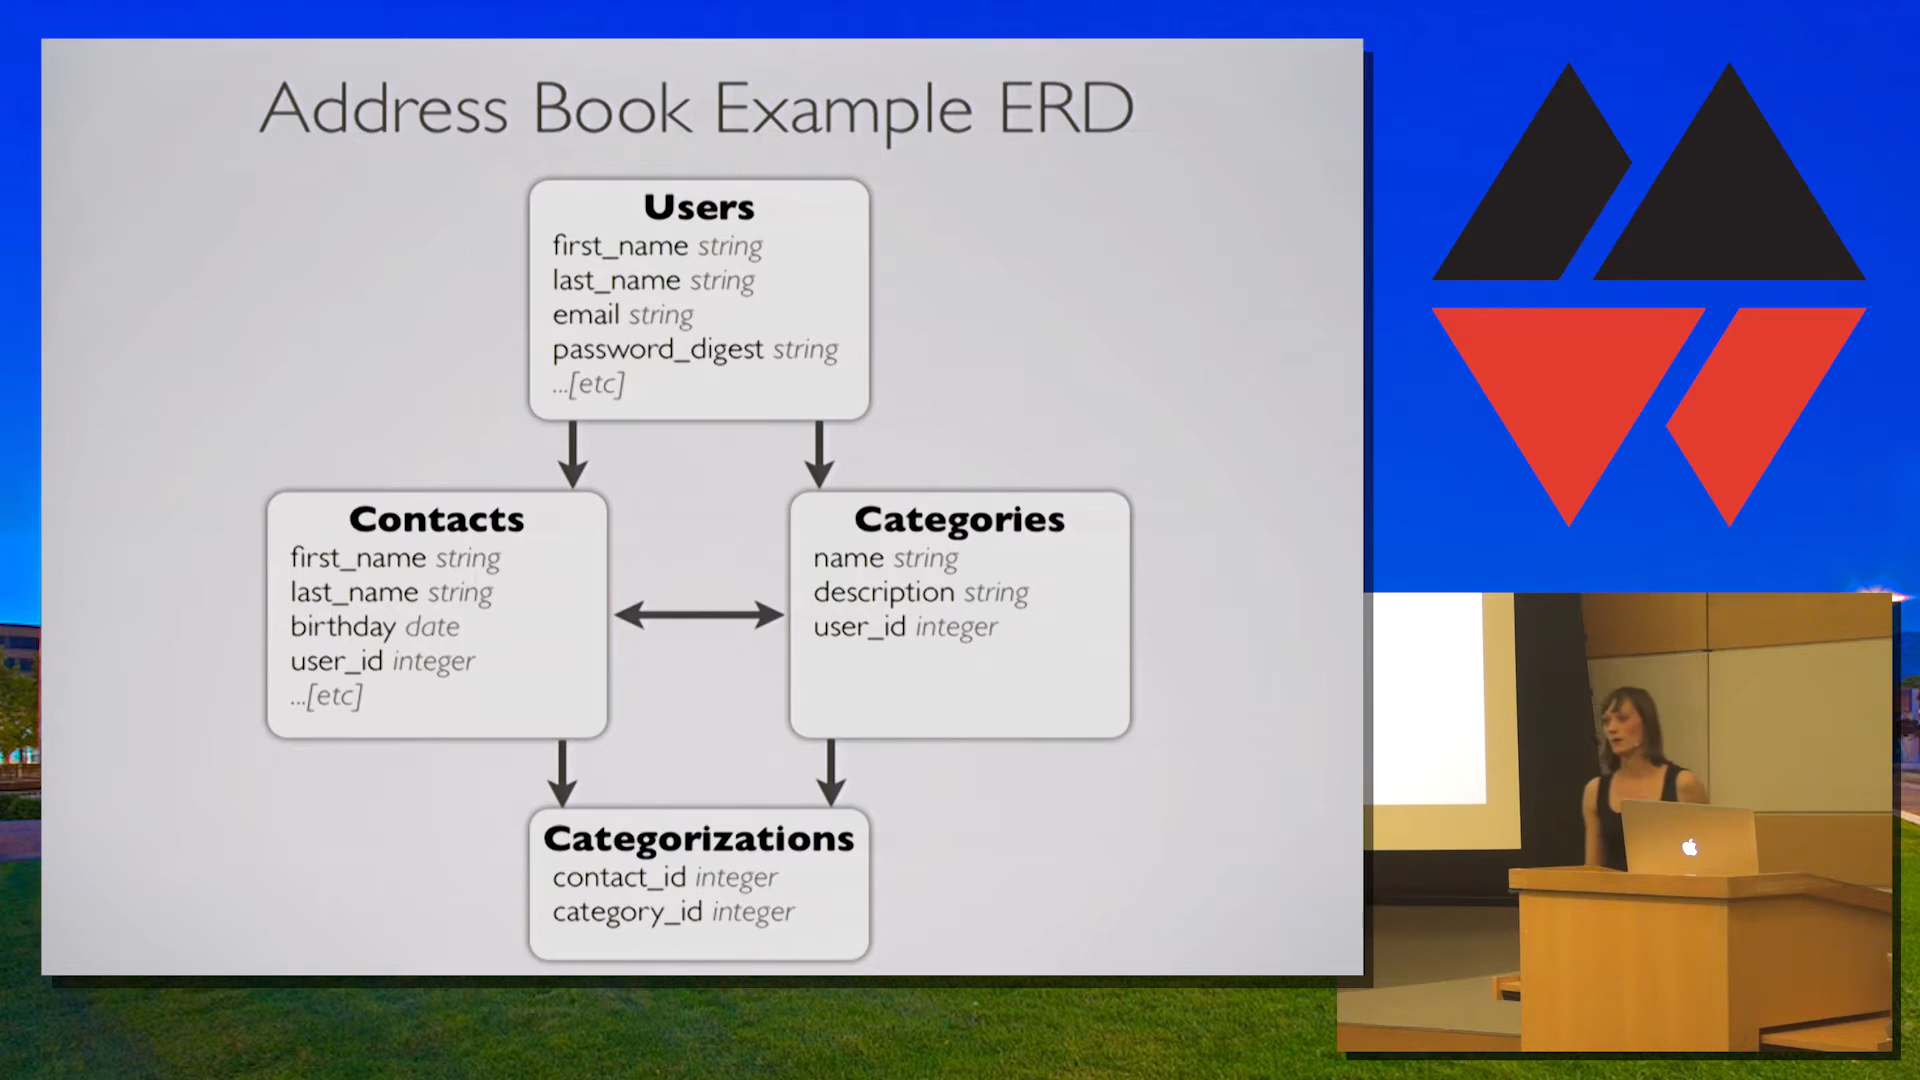 Address Book Example ERD
Users
first_name string
last_name string
email string
password_digest string
...[etc]
Contacts
first_name string
last_name string
birthday date
user_id integer
...[etc]
Categories
name string
description string
user_id integer
Categorizations
contact_id integer
category_id integer